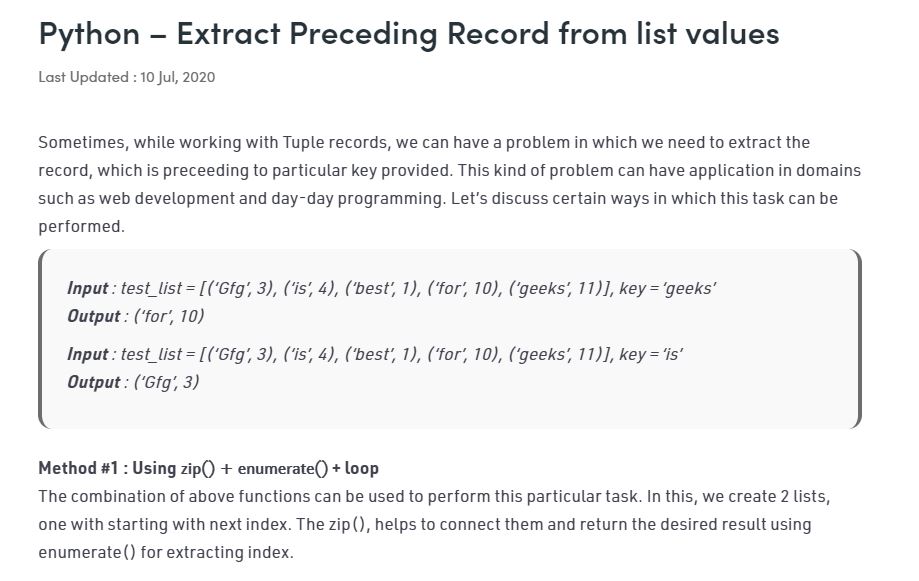 Python – Extract Preceding Record from list values
Last Updated : 10 Jul, 2020
Sometimes, while working with Tuple records, we can have a problem in which we need to extract the
record, which is preceeding to particular key provided. This kind of problem can have application in domains
such as web development and day-day programming. Let’s discuss certain ways in which this task can be
performed.
Input : test_list = [(‘Gfg’, 3), (‘is’, 4), (‘best’, 1), (‘for’, 10), (‘geeks’, 11)], key = ‘geeks’
Output : (‘for’, 10)
Input : test_list = [(‘Gfg’, 3), (‘is’, 4), (‘best’, 1), (‘for’, 10), (‘geeks’, 11)], key = ‘is’
Output : (‘Gfg’, 3)
Method #1 : Using zip() + enumerate() + loop
The combination of above functions can be used to perform this particular task. In this, we create 2 lists,
one with starting with next index. The zip(), helps to connect them and return the desired result using
enumerate() for extracting index.